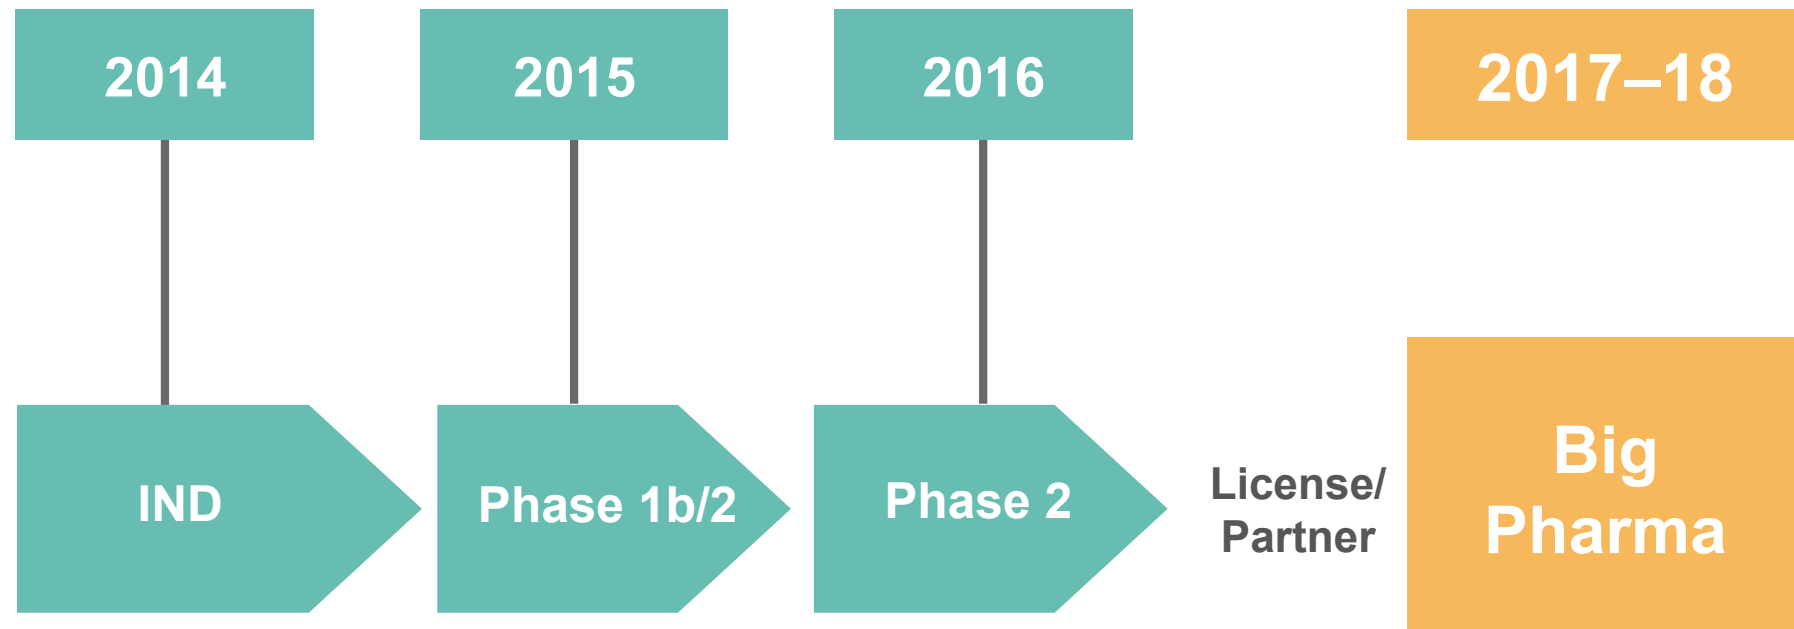 2014
2015
2016
2017–18
IND
Phase 1b/2
Phase 2
License/
Partner
Big
Pharma